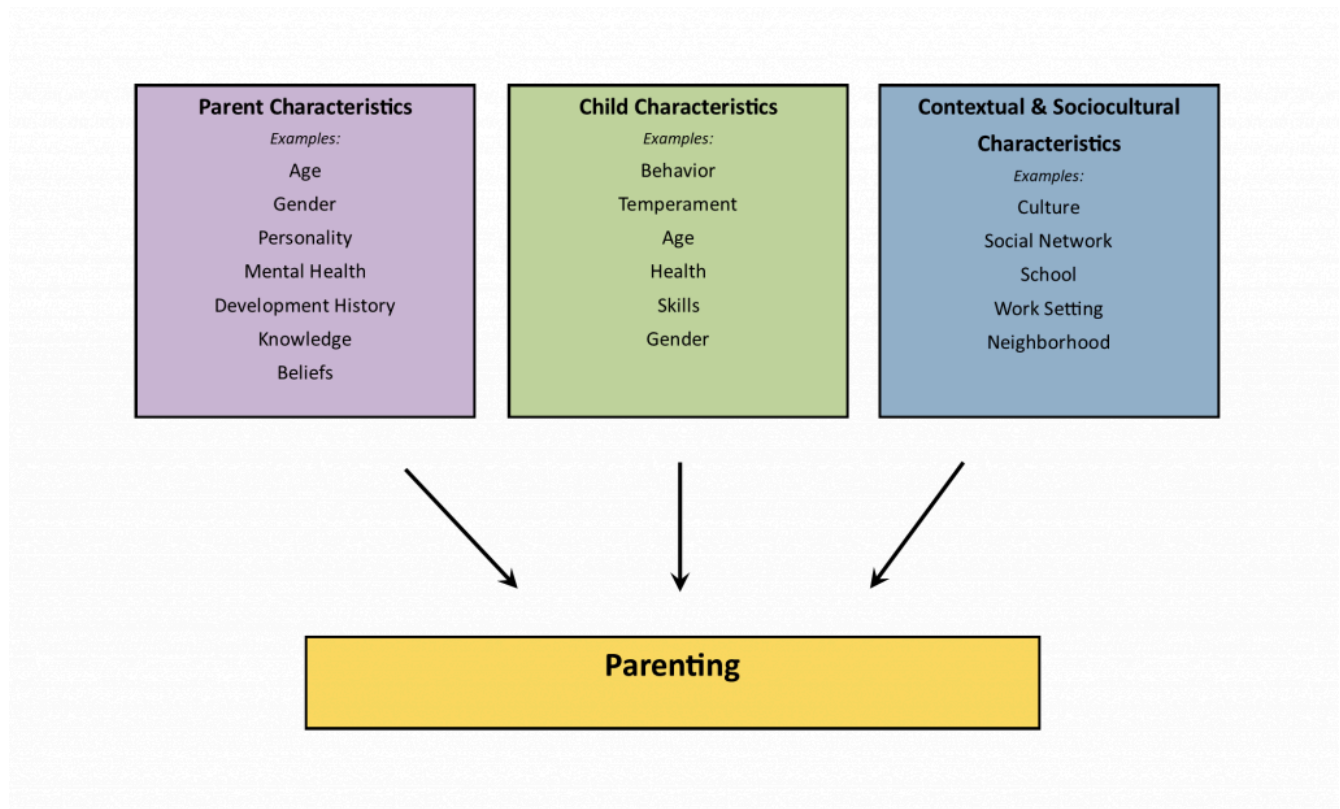 Parent Characteristics
Examples:
Age
Gender
Personality
Mental Health
Development History
Knowledge
Beliefs
Child Characteristics
Examples:
Behavior
Temperament
Age
Health
Skills
Gender
Contextual & Sociocultural
Characteristics
Examples:
Culture
Social Network
School
Work Setting
Neighborhood
Parenting